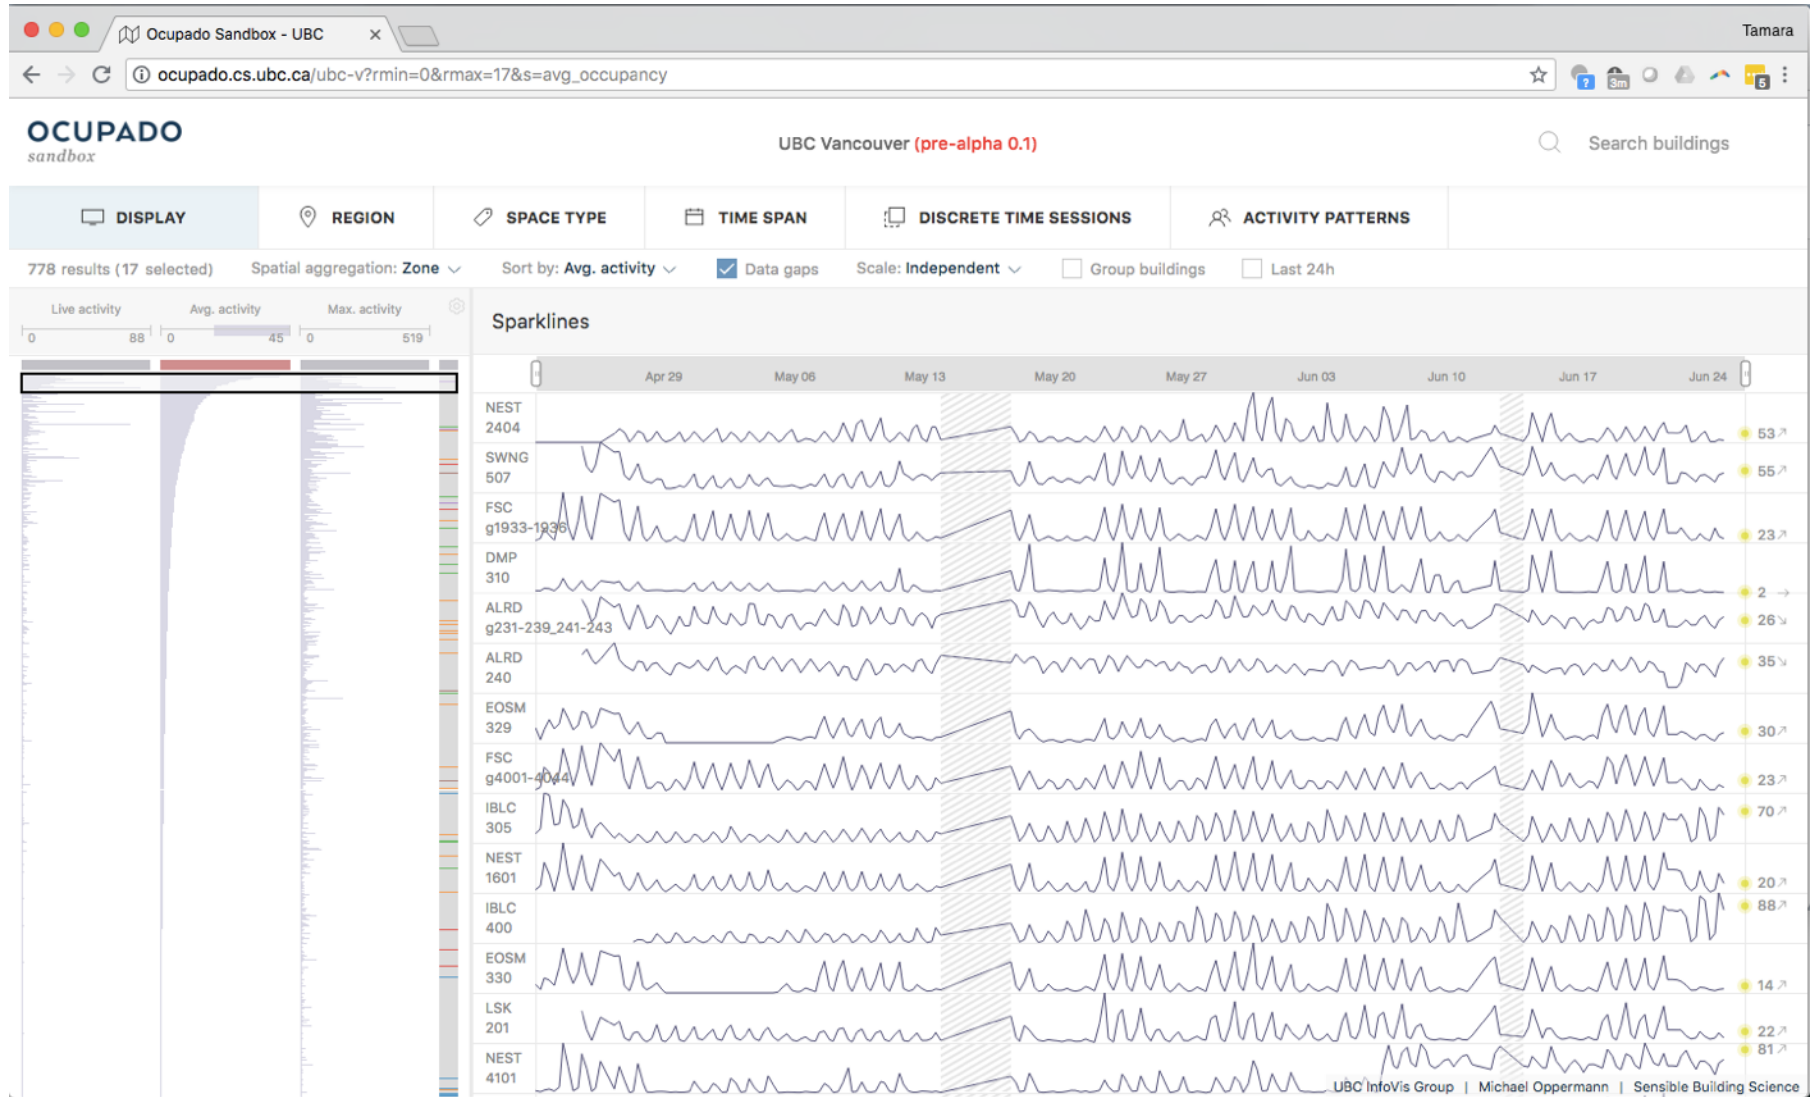 Ocupado Sandbox - UBC
Tamara
ocupado.cs.ubc.ca/ubc-v?rmin=0&rmax=17&s=avg_occupancy
?
3m
5
OCUPADO
sandbox
UBC Vancouver (pre-alpha 0.1)
Search buildings
DISPLAY
REGION
SPACE TYPE
TIME SPAN
DISCRETE TIME SESSIONS
ACTIVITY PATTERNS
778 results (17 selected)
Spatial aggregation: Zone
Sort by: Avg. activity
Data gaps
Scale: Independent
Group buildings
Last 24h
Live activity
Avg. activity
Max. activity
0 88
0 45
0 519
Sparklines
Apr 29 May 06 May 13 May 20 May 27 Jun 03 Jun 10 Jun 17 Jun 24
NEST
2404
53
SWNG
507
55
FSC
g1933-1936
23
DMP
310
2
ALRD
g231-239_241-243
26
ALRD
240
35
EOSM
329
30
FSC
g4001-4044
23
IBLC
305
70
NEST
1601
20
IBLC
400
88
EOSM
330
14
LSK
201
22
NEST
4101
81
UBC InfoVis Group | Michael Oppermann | Sensible Building Science